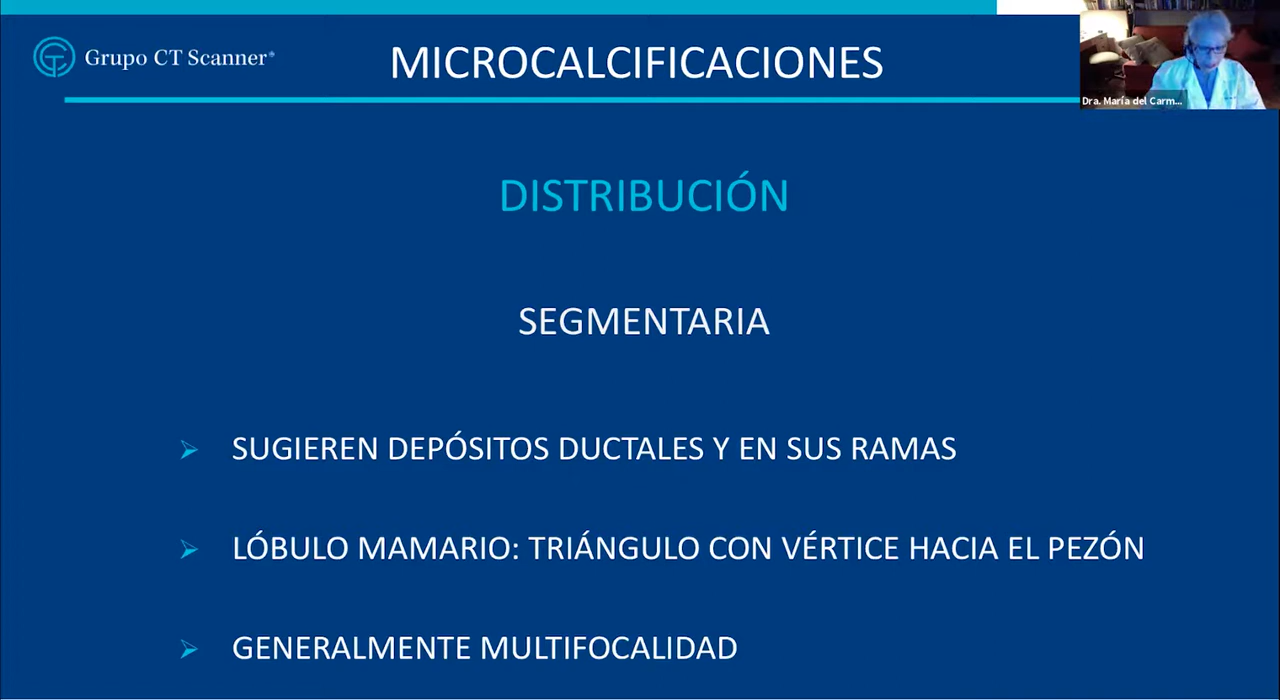 Grupo CT Scanner®
MICROCALCIFICACIONES
Dra. María del Carm...
DISTRIBUCIÓN
SEGMENTARIA
SUGIEREN DEPÓSITOS DUCTALES Y EN SUS RAMAS
LÓBULO MAMARIO: TRIÁNGULO CON VÉRTICE HACIA EL PEZÓN
GENERALMENTE MULTIFOCALIDAD